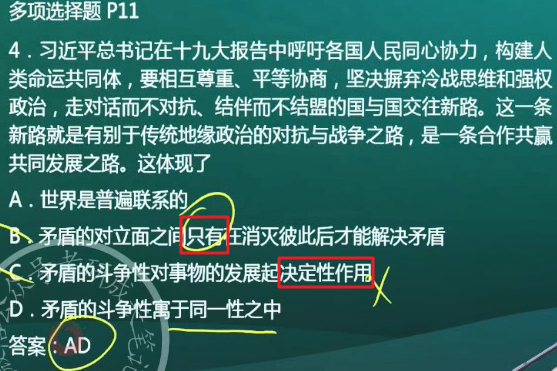 多项选择题 P11
4．习近平总书记在十九大报告中呼吁各国人民同心协力，构建人
类命运共同体，要相互尊重、平等协商，坚决摒弃冷战思维和强权
政治，走对话而不对抗、结伴而不结盟的国与国交往新路。这一条
新路就是有别于传统地缘政治的对抗与战争之路，是一条合作共赢
共同发展之路。这体现了
A．世界是普遍联系的
B．矛盾的对立面之间只有在消灭彼此后才能解决矛盾
C．矛盾的斗争性对事物的发展起决定性作用
D．矛盾的斗争性寓于同一性之中
答案：AD